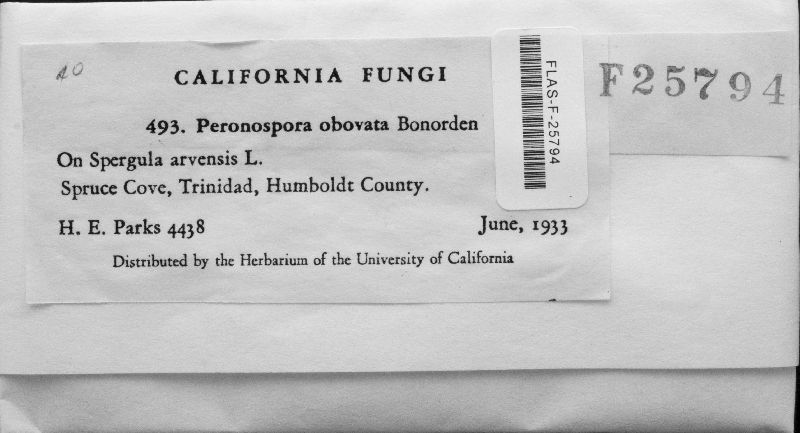 40
CALIFORNIA FUNGI
493. Peronospora obovata Bonorden
On Spergula arvensis L.
Spruce Cove, Trinidad, Humboldt County.
H. E. Parks 4438 June, 1933
Distributed by the Herbarium of the University of California
FLAS-F-25794
F25794